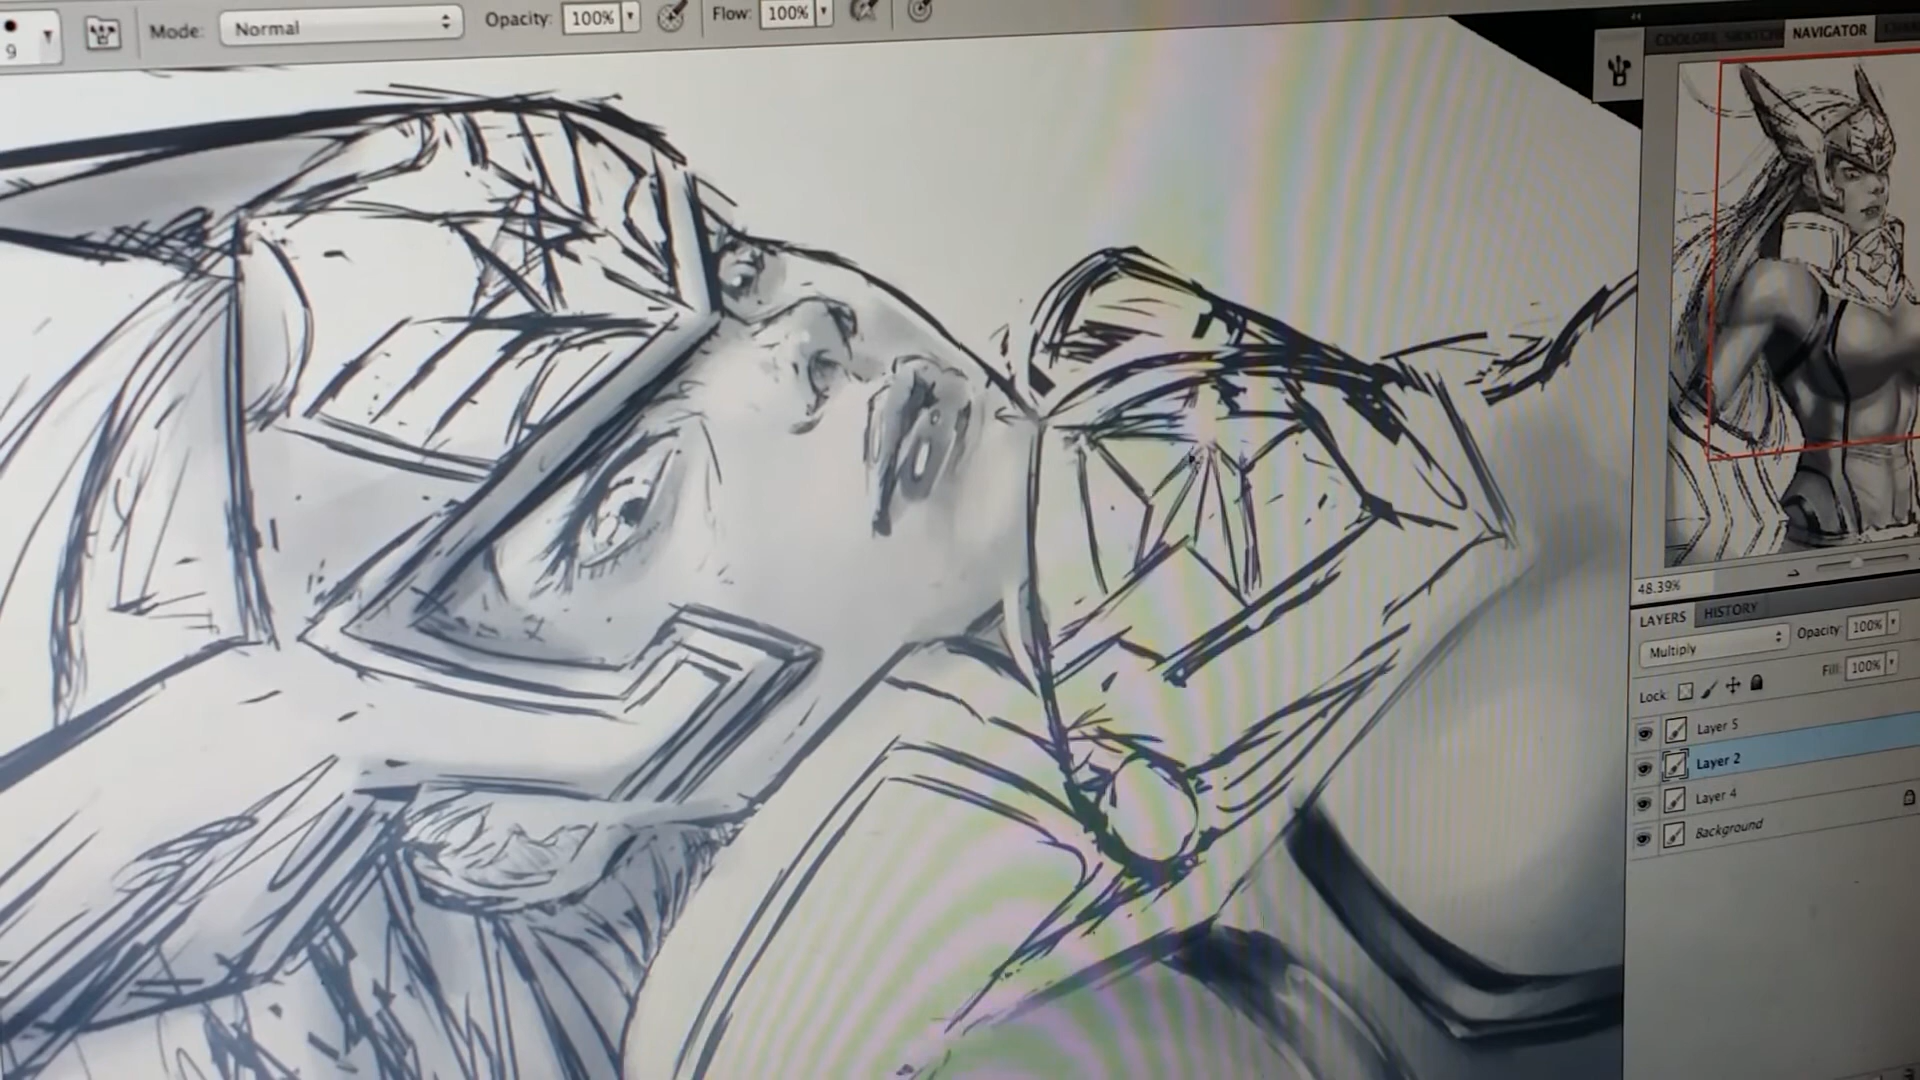 9 Mode: Normal Opacity: 100% Flow: 100%
NAVIGATOR
48.39%
LAYERS HISTORY
Multiply Opacity: 100%
Lock: Fill: 100%
Layer 5
Layer 2
Layer 4
Background